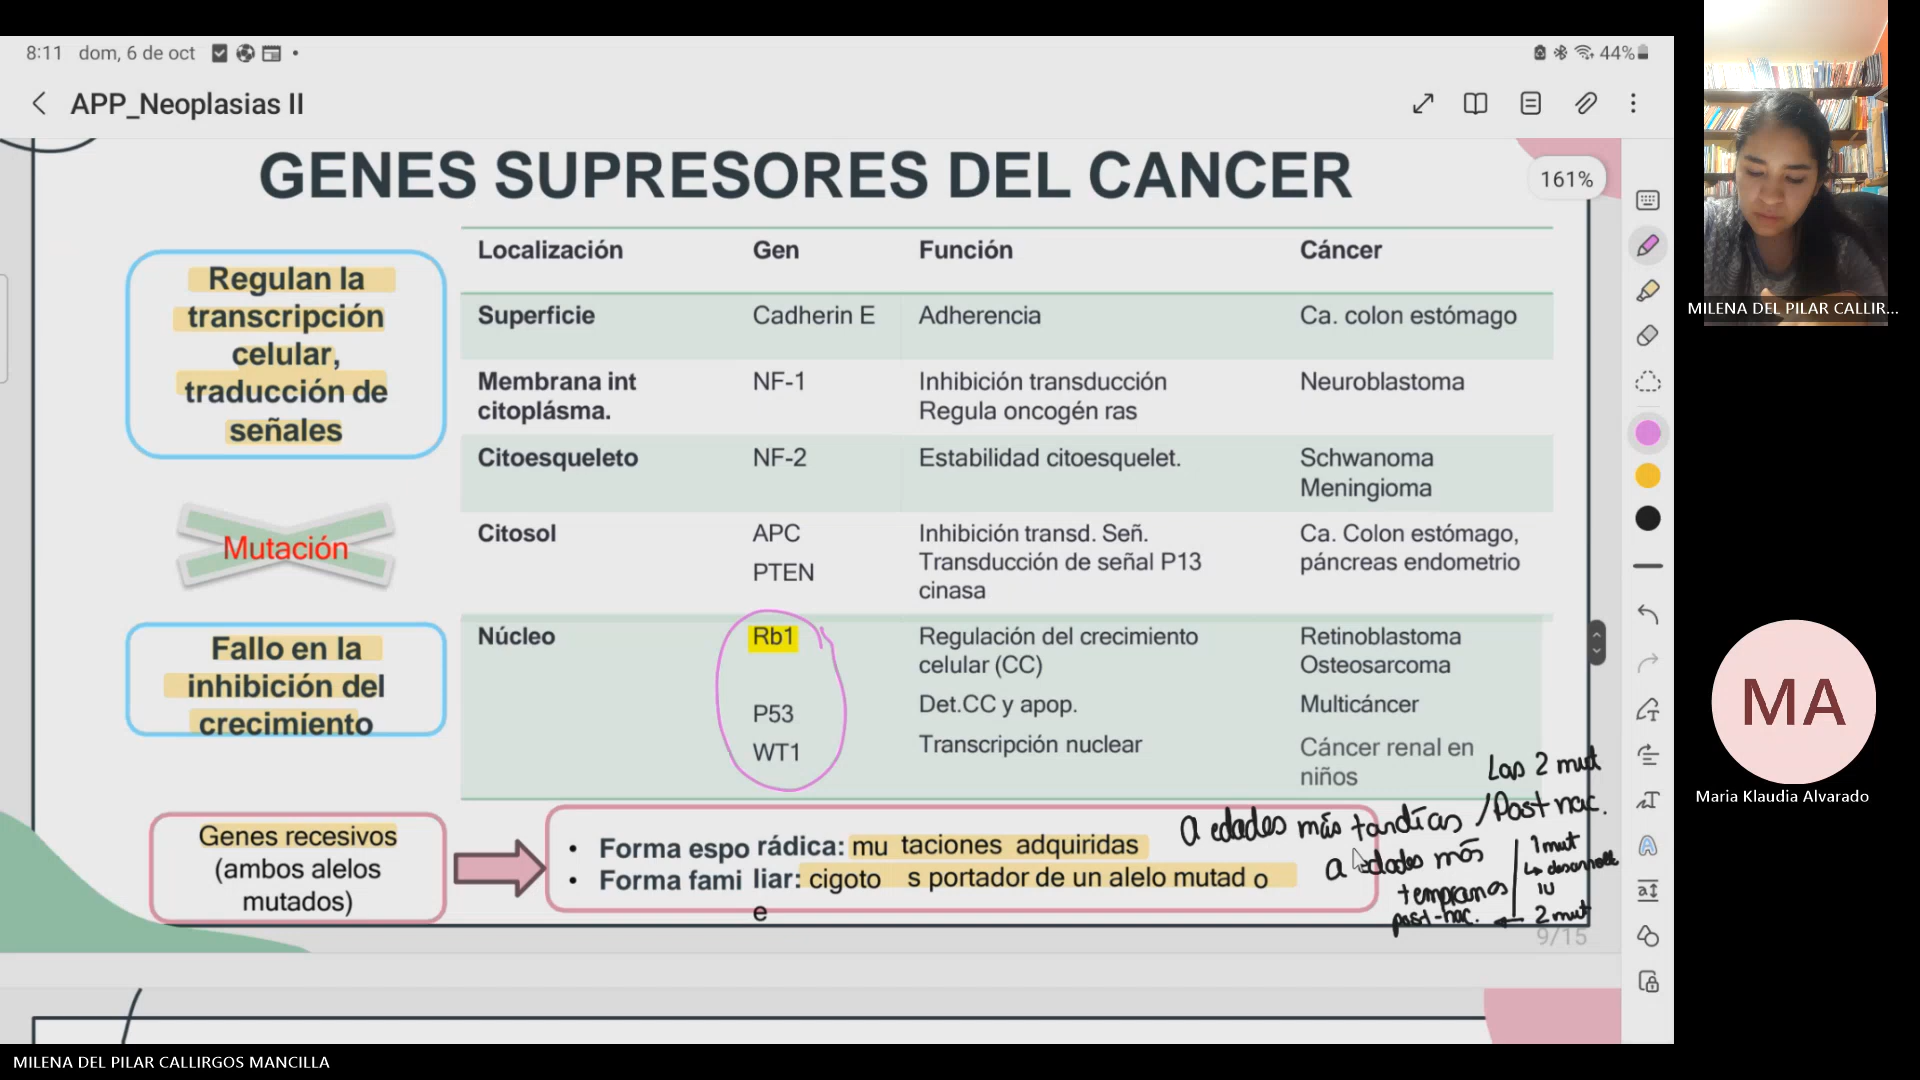 8:11 dom, 6 de oct
44%
APP_Neoplasias II
GENES SUPRESORES DEL CANCER
161%
Regulan la
transcripción
celular,
traducción de
señales
Mutación
Fallo en la
inhibición del
crecimiento
Localización Gen Función Cáncer
Superficie Cadherin E Adherencia Ca. colon estómago
Membrana int NF-1 Inhibición transducción Neuroblastoma
citoplásma. Regula oncogén ras
Citoesqueleto NF-2 Estabilidad citoesquelet. Schwanoma
Meningioma
Citosol APC Inhibición transd. Señ. Ca. Colon estómago,
PTEN Transducción de señal P13 páncreas endometrio
cinasa
Núcleo Rb1 Regulación del crecimiento Retinoblastoma
celular (CC) Osteosarcoma
P53 Det.CC y apop. Multicáncer
WT1 Transcripción nuclear Cáncer renal en
niños
Las 2 mut
/Post nac.
a edades más tardías
Genes recesivos
(ambos alelos
mutados)
• Forma espo rádica: mu taciones adquiridas
• Forma fami liar: cigoto s portador de un alelo mutad o
e
a edades más
tempranas
post-nac.
1 mut
↳ desarroll
IU
2 mut
9/15
MILENA DEL PILAR CALLIR...
MA
Maria Klaudia Alvarado
MILENA DEL PILAR CALLIRGOS MANCILLA